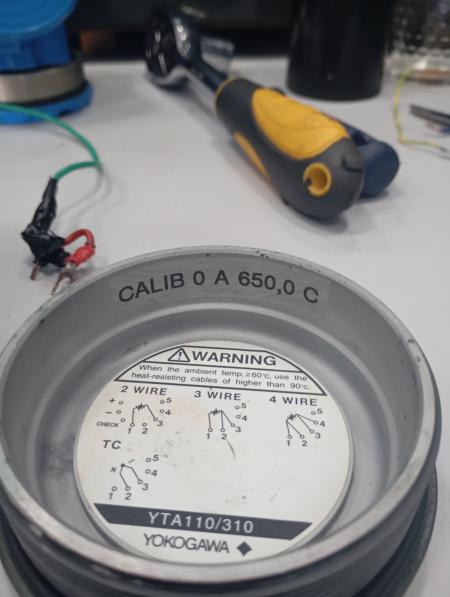 CALIB 0 A 650,0 C
⚠WARNING
When the ambient temp.≥60℃, use the
heat-resisting cables of higher than 90℃.
2 WIRE 3 WIRE 4 WIRE
+ 5 5 5
- 4 4 4
CHECK 3 3 3
1 2 1 2 1 2
TC
- 5
+ 4
3
1 2
YTA110/310
YOKOGAWA ◆